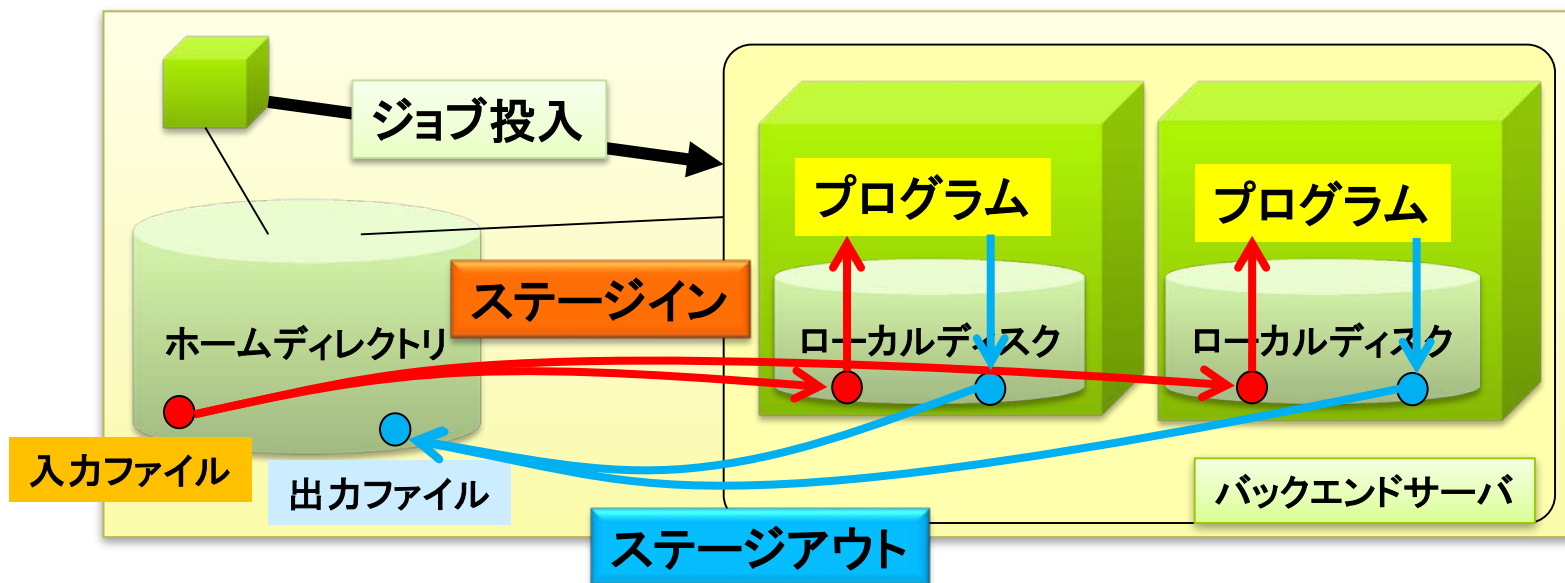 ジョブ投入
プログラム
プログラム
ステージイン
ホームディレクトリ
ローカルディスク
ローカルディスク
入力ファイル
出力ファイル
バックエンドサーバ
ステージアウト